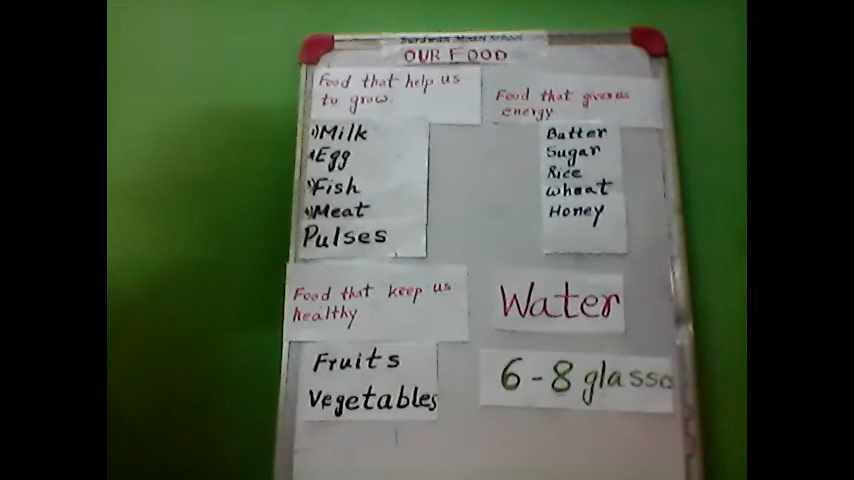 OUR FOOD
Food that help us
to grow.
Milk
Egg
Fish
Meat
Pulses
Food that gives us
energy
Butter
Sugar
Rice
Wheat
Honey
Food that keep us
healthy
Fruits
Vegetables
Water
6-8 glass